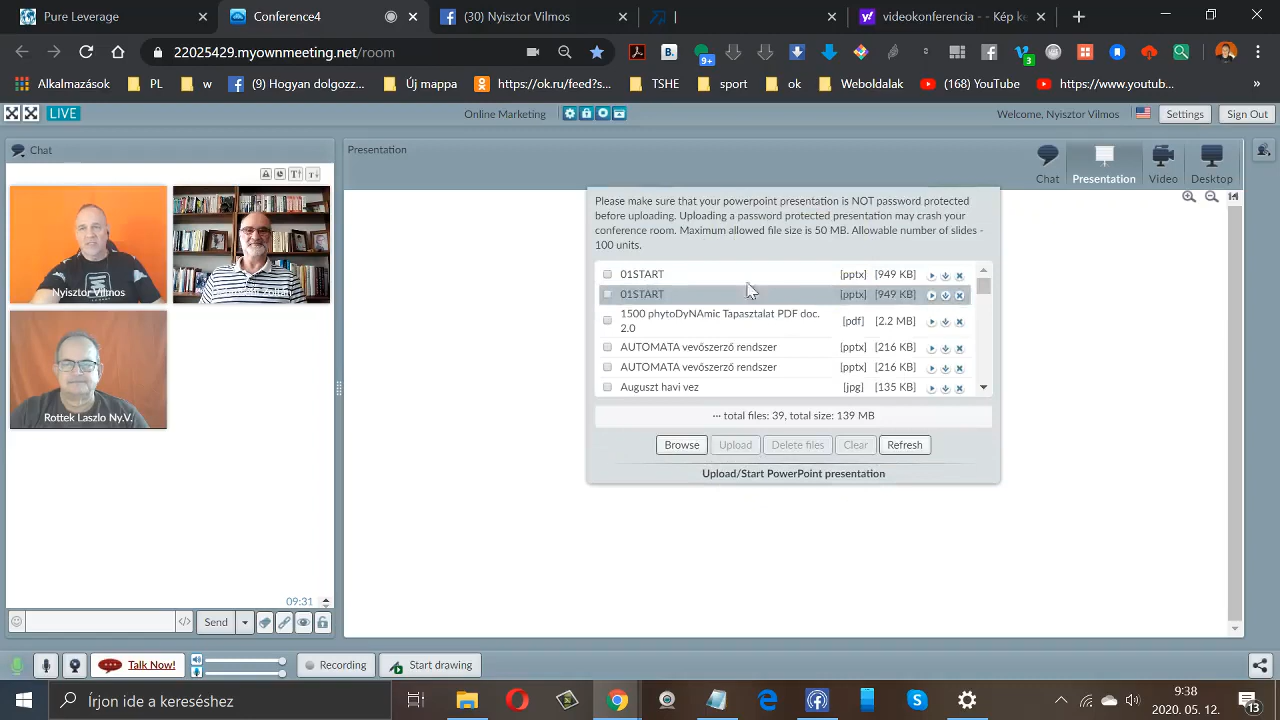 Pure Leverage
Conference4
(30) Nyisztor Vilmos
videokonferencia - - Kép k
22025429.myownmeeting.net/room
9+
3
Alkalmazások
PL
w
(9) Hogyan dolgozz...
Új mappa
https://ok.ru/feed?s...
TSHE
sport
ok
Weboldalak
(168) YouTube
https://www.youtub...
»
LIVE
Online Marketing
Welcome, Nyisztor Vilmos
Settings
Sign Out
Chat
Presentation
Chat
Presentation
Video
Desktop
Nyisztor Vilmos
Rottek Laszlo Ny.V.
Please make sure that your powerpoint presentation is NOT password protected
before uploading. Uploading a password protected presentation may crash your
conference room. Maximum allowed file size is 50 MB. Allowable number of slides -
100 units.
01START [pptx] [949 KB]
01START [pptx] [949 KB]
1500 phytoDyNAmic Tapasztalat PDF doc.
2.0 [pdf] [2.2 MB]
AUTOMATA vevőszerző rendszer [pptx] [216 KB]
AUTOMATA vevőszerző rendszer [pptx] [216 KB]
Auguszt havi vez [jpg] [135 KB]
··· total files: 39, total size: 139 MB
Browse
Upload
Delete files
Clear
Refresh
Upload/Start PowerPoint presentation
09:31
Send
Talk Now!
Recording
Start drawing
Írjon ide a kereséshez
9:38
2020. 05. 12.
13